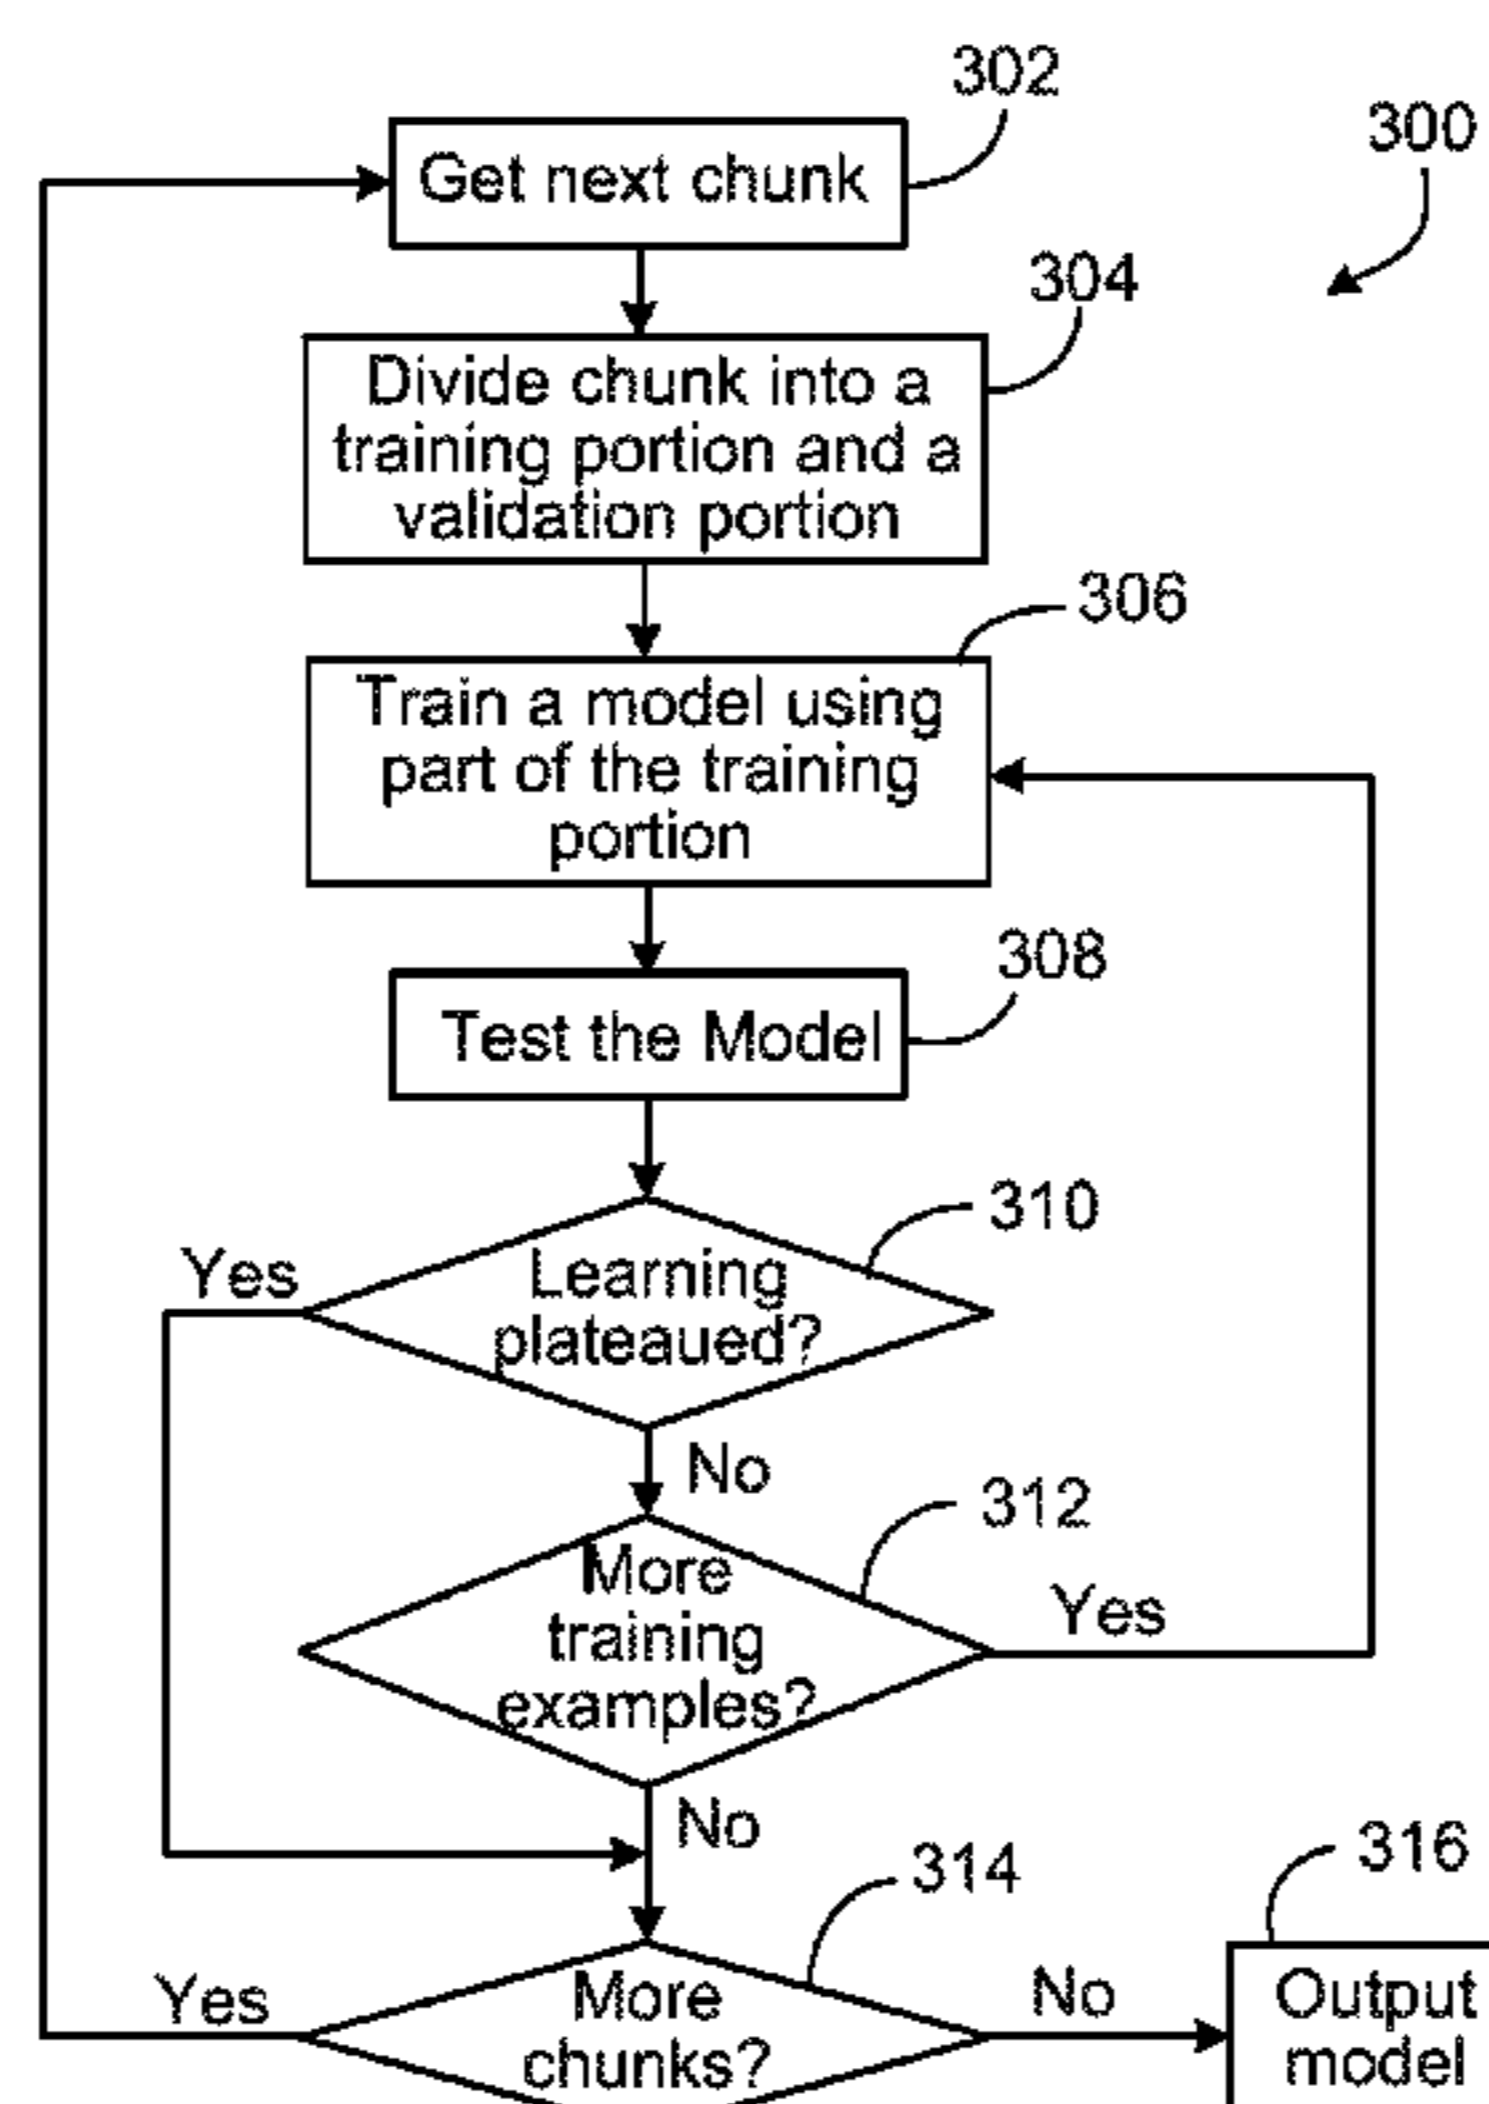 302
300
Get next chunk
304
Divide chunk into a
training portion and a
validation portion
306
Train a model using
part of the training
portion
308
Test the Model
310
Yes
Learning
plateaued?
No
312
More
training
examples?
Yes
No
314
316
Yes
More
chunks?
No
Output
model